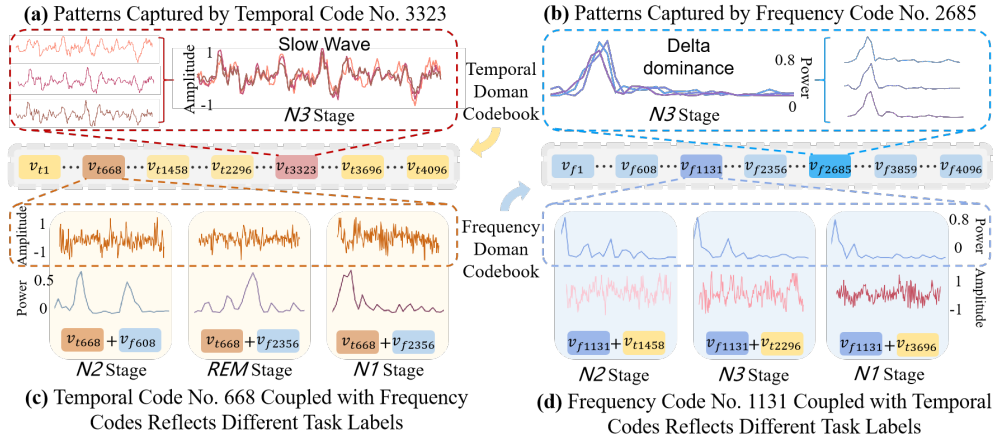 (a) Patterns Captured by Temporal Code No. 3323
Amplitude
1
-1
Slow Wave
N3 Stage
Temporal
Doman
Codebook
(b) Patterns Captured by Frequency Code No. 2685
Delta
dominance
N3 Stage
Power
0.8
0
v_t1 ······ v_t668 ······ v_t1458 ······ v_t2296 ······ v_t3323 ······ v_t3696 ······ v_t4096
v_f1 ······ v_f608 ······ v_f1131 ······ v_f2356 ······ v_f2685 ······ v_f3859 ······ v_f4096
Frequency
Doman
Codebook
Amplitude
1
-1
Power
0.5
0
v_t668 + v_f608
N2 Stage
v_t668 + v_f2356
REM Stage
v_t668 + v_f2356
N1 Stage
(c) Temporal Code No. 668 Coupled with Frequency
Codes Reflects Different Task Labels
0.8
0
Power
1
-1
Amplitude
v_f1131 + v_t1458
N2 Stage
v_f1131 + v_t2296
N3 Stage
v_f1131 + v_t3696
N1 Stage
(d) Frequency Code No. 1131 Coupled with Temporal
Codes Reflects Different Task Labels